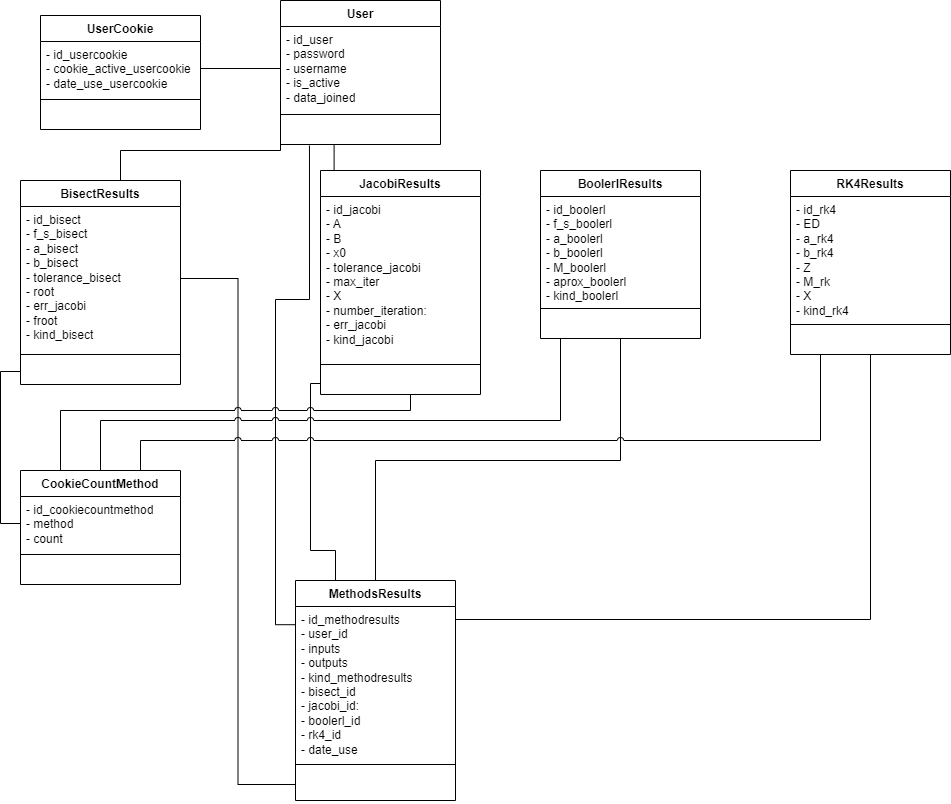 UserCookie
- id_usercookie
- cookie_active_usercookie
- date_use_usercookie
User
- id_user
- password
- username
- is_active
- data_joined
BisectResults
- id_bisect
- f_s_bisect
- a_bisect
- b_bisect
- tolerance_bisect
- root
- err_jacobi
- froot
- kind_bisect
JacobiResults
- id_jacobi
- A
- B
- x0
- tolerance_jacobi
- max_iter
- X
- number_iteration:
- err_jacobi
- kind_jacobi
BoolerlResults
- id_boolerl
- f_s_boolerl
- a_boolerl
- b_boolerl
- M_boolerl
- aprox_boolerl
- kind_boolerl
RK4Results
- id_rk4
- ED
- a_rk4
- b_rk4
- Z
- M_rk
- X
- kind_rk4
CookieCountMethod
- id_cookiecountmethod
- method
- count
MethodsResults
- id_methodresults
- user_id
- inputs
- outputs
- kind_methodresults
- bisect_id
- jacobi_id:
- boolerl_id
- rk4_id
- date_use